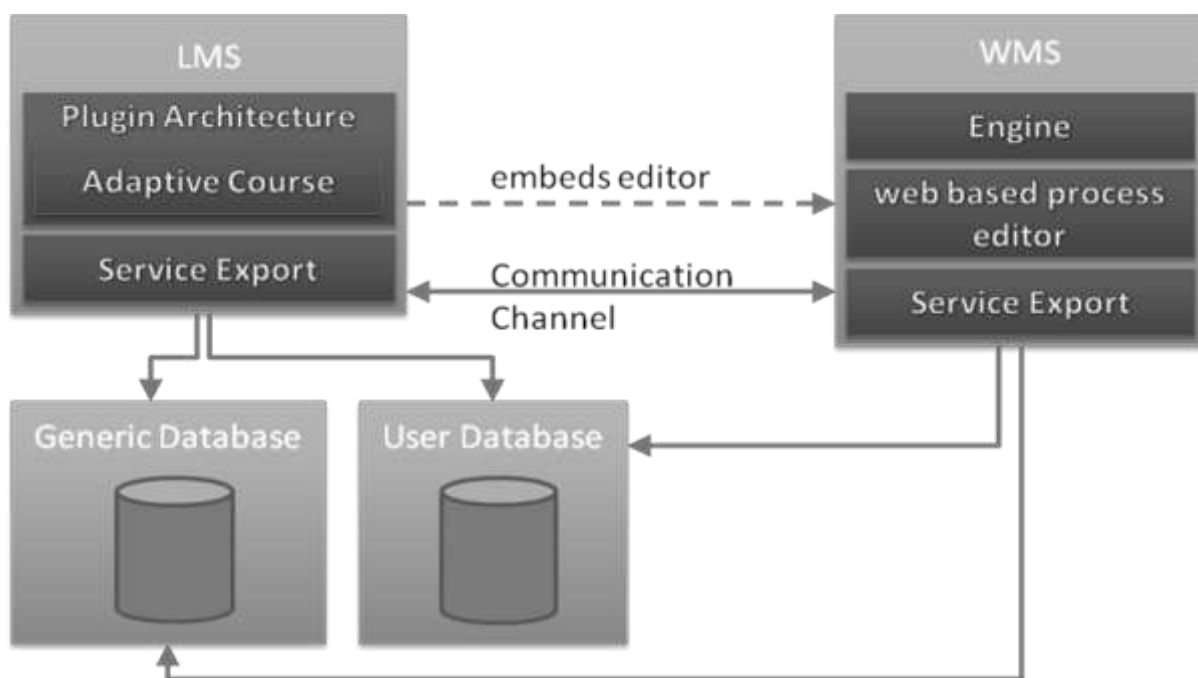 LMS
Plugin Architecture
Adaptive Course
Service Export
embeds editor
Communication
Channel
WMS
Engine
web based process
editor
Service Export
Generic Database
User Database